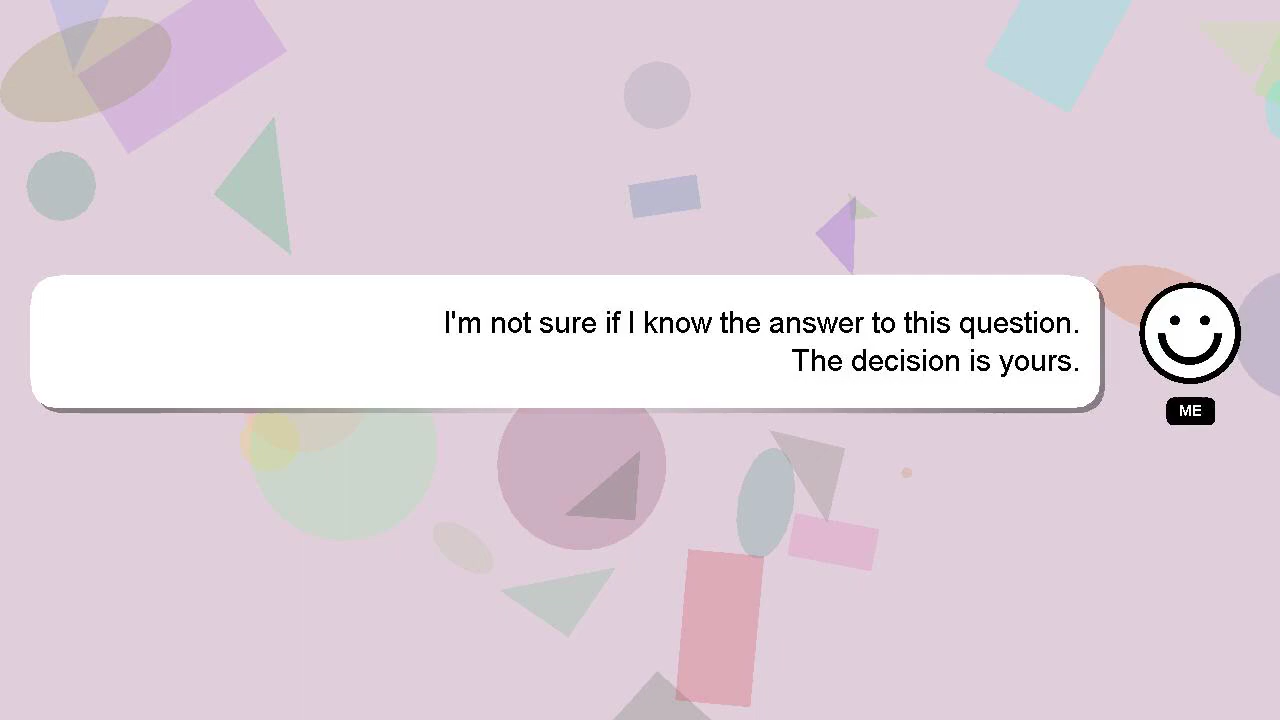 I'm not sure if I know the answer to this question.
The decision is yours.
ME